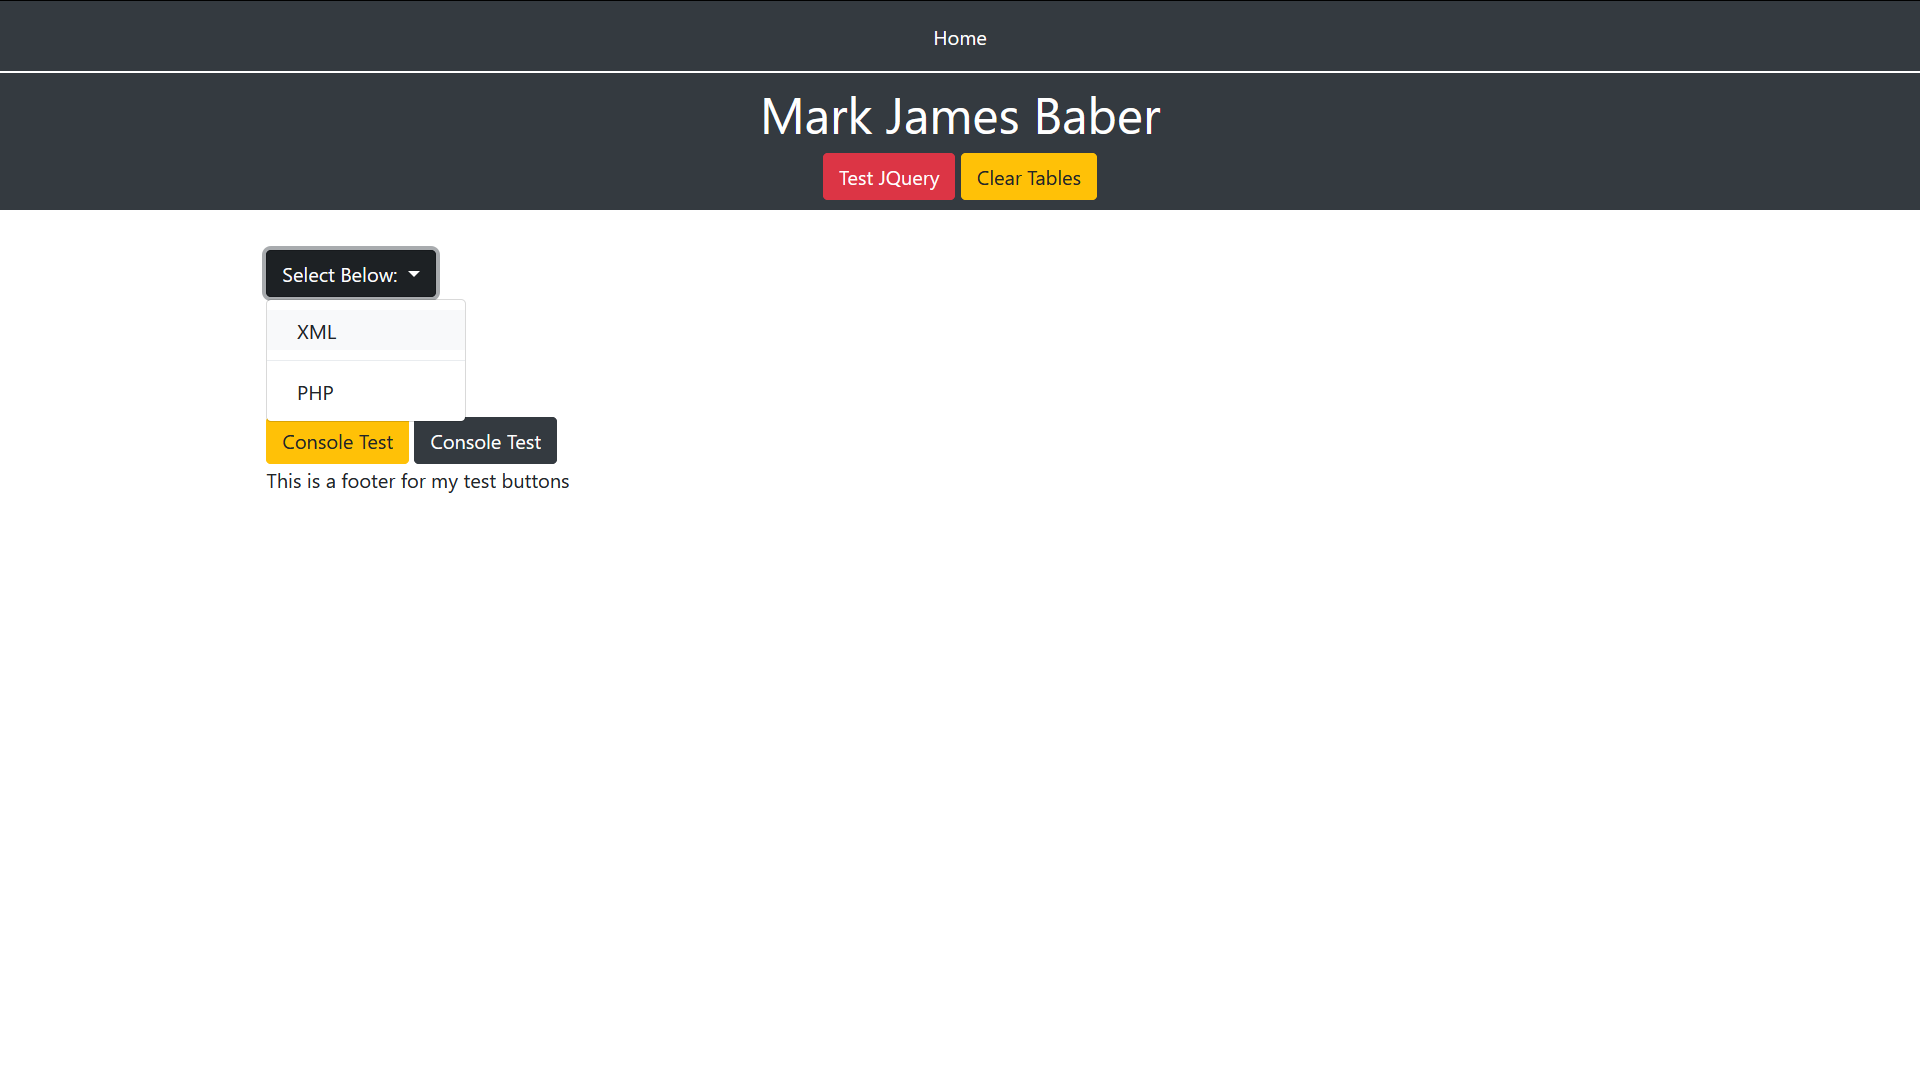 Home
Mark James Baber
Test JQuery Clear Tables
Select Below:
XML
PHP
Console Test Console Test
This is a footer for my test buttons